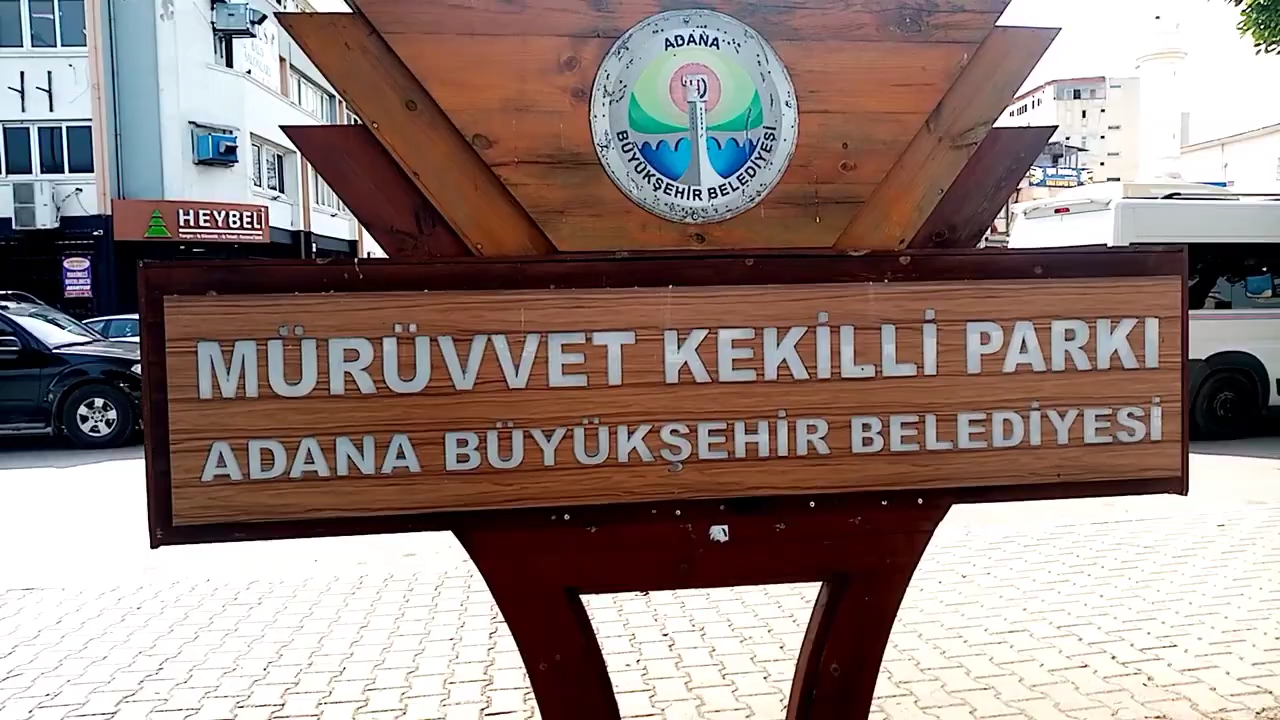 ADANA
BÜYÜKŞEHİR BELEDİYESİ
HEYBELİ
MÜRÜVVET KEKİLLİ PARKI
ADANA BÜYÜKŞEHİR BELEDİYESİ